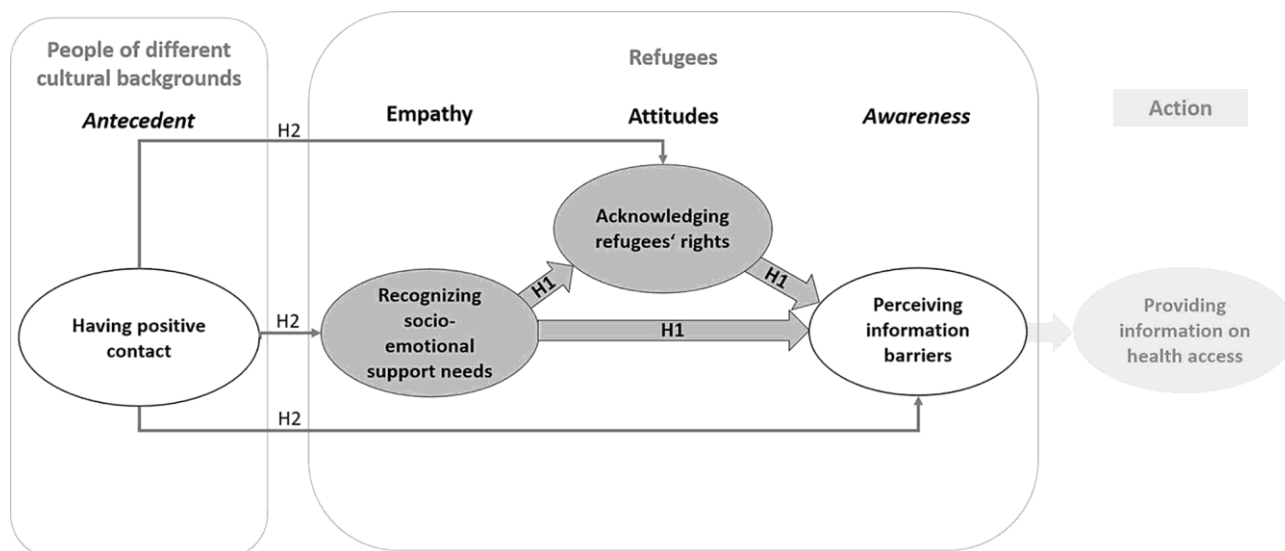 People of different
cultural backgrounds
Refugees
Antecedent
Empathy
Attitudes
Awareness
Action
H2
Acknowledging
refugees‘ rights
H1
H1
Having positive
contact
H2
Recognizing
socio-
emotional
support needs
H1
Perceiving
information
barriers
Providing
information on
health access
H2